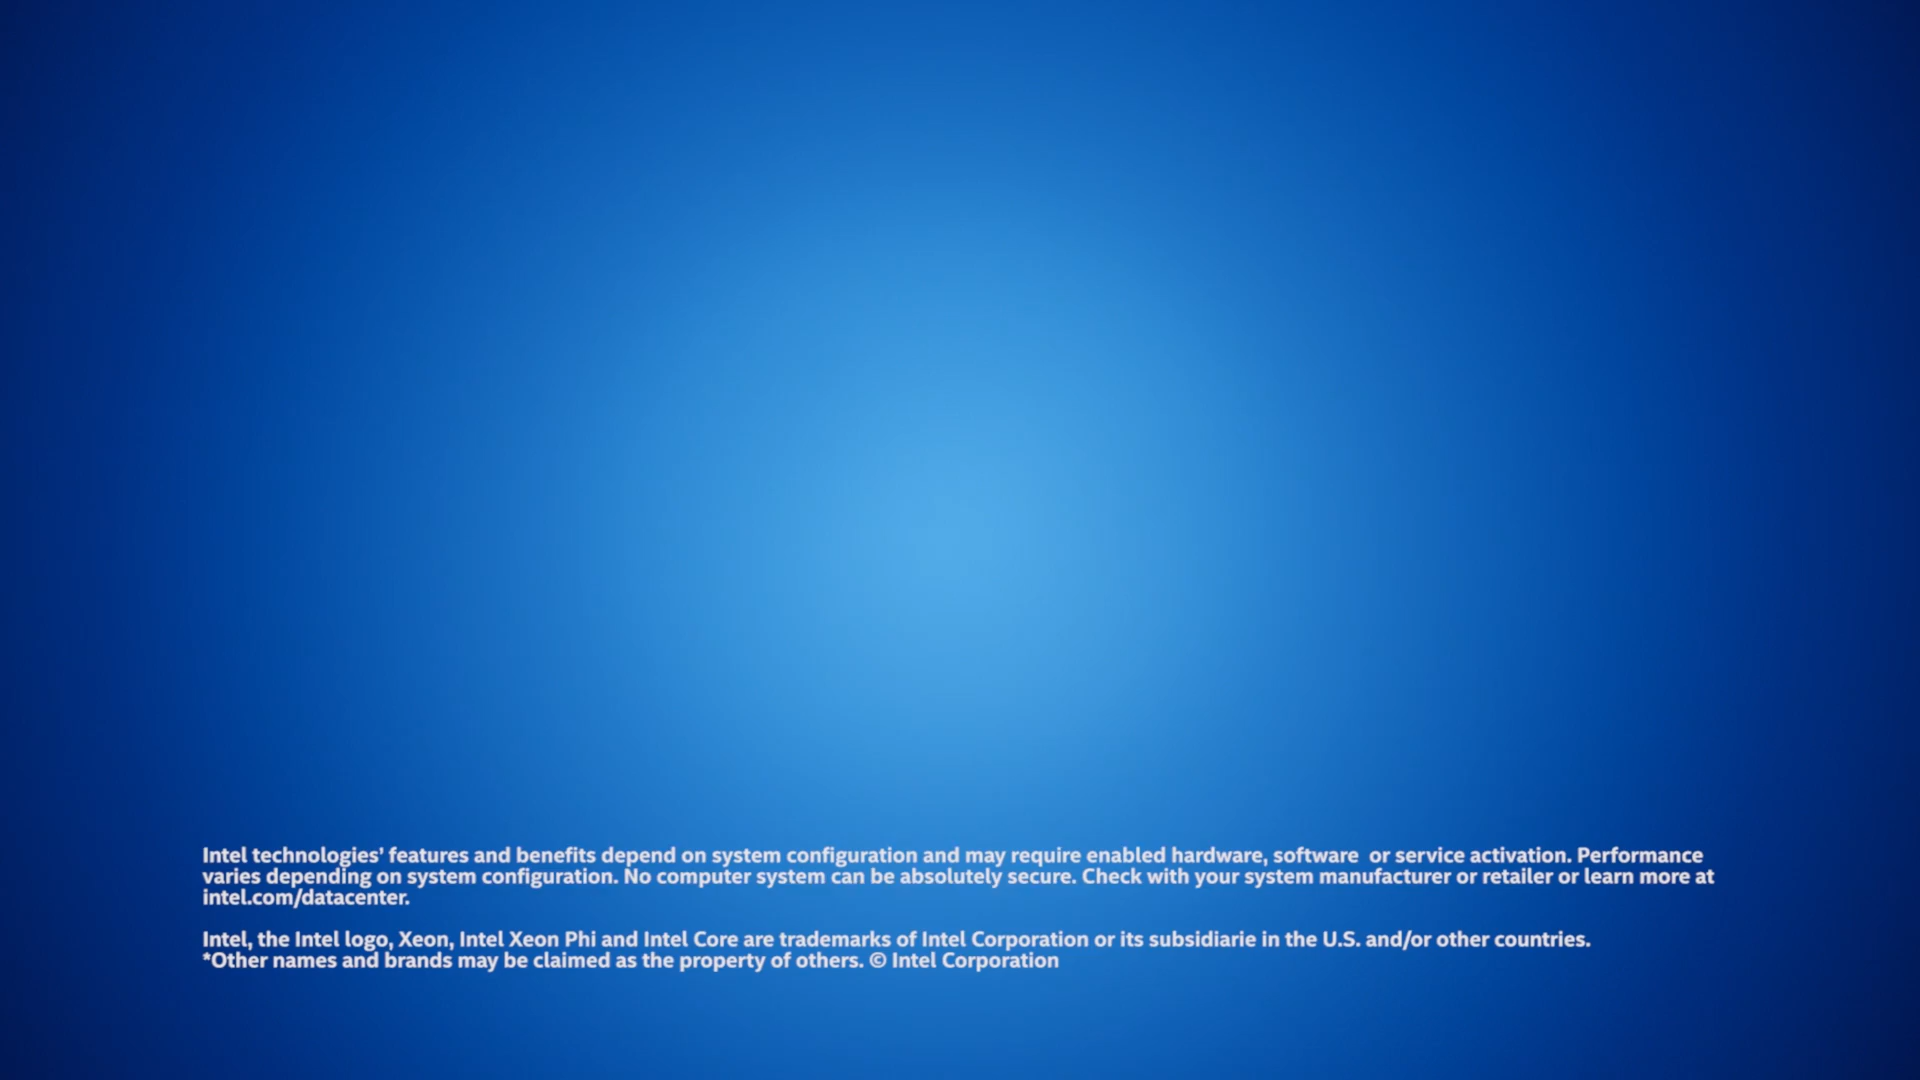 Intel technologies’ features and benefits depend on system configuration and may require enabled hardware, software  or service activation. Performance
varies depending on system configuration. No computer system can be absolutely secure. Check with your system manufacturer or retailer or learn more at
intel.com/datacenter.
Intel, the Intel logo, Xeon, Intel Xeon Phi and Intel Core are trademarks of Intel Corporation or its subsidiarie in the U.S. and/or other countries.
*Other names and brands may be claimed as the property of others. © Intel Corporation